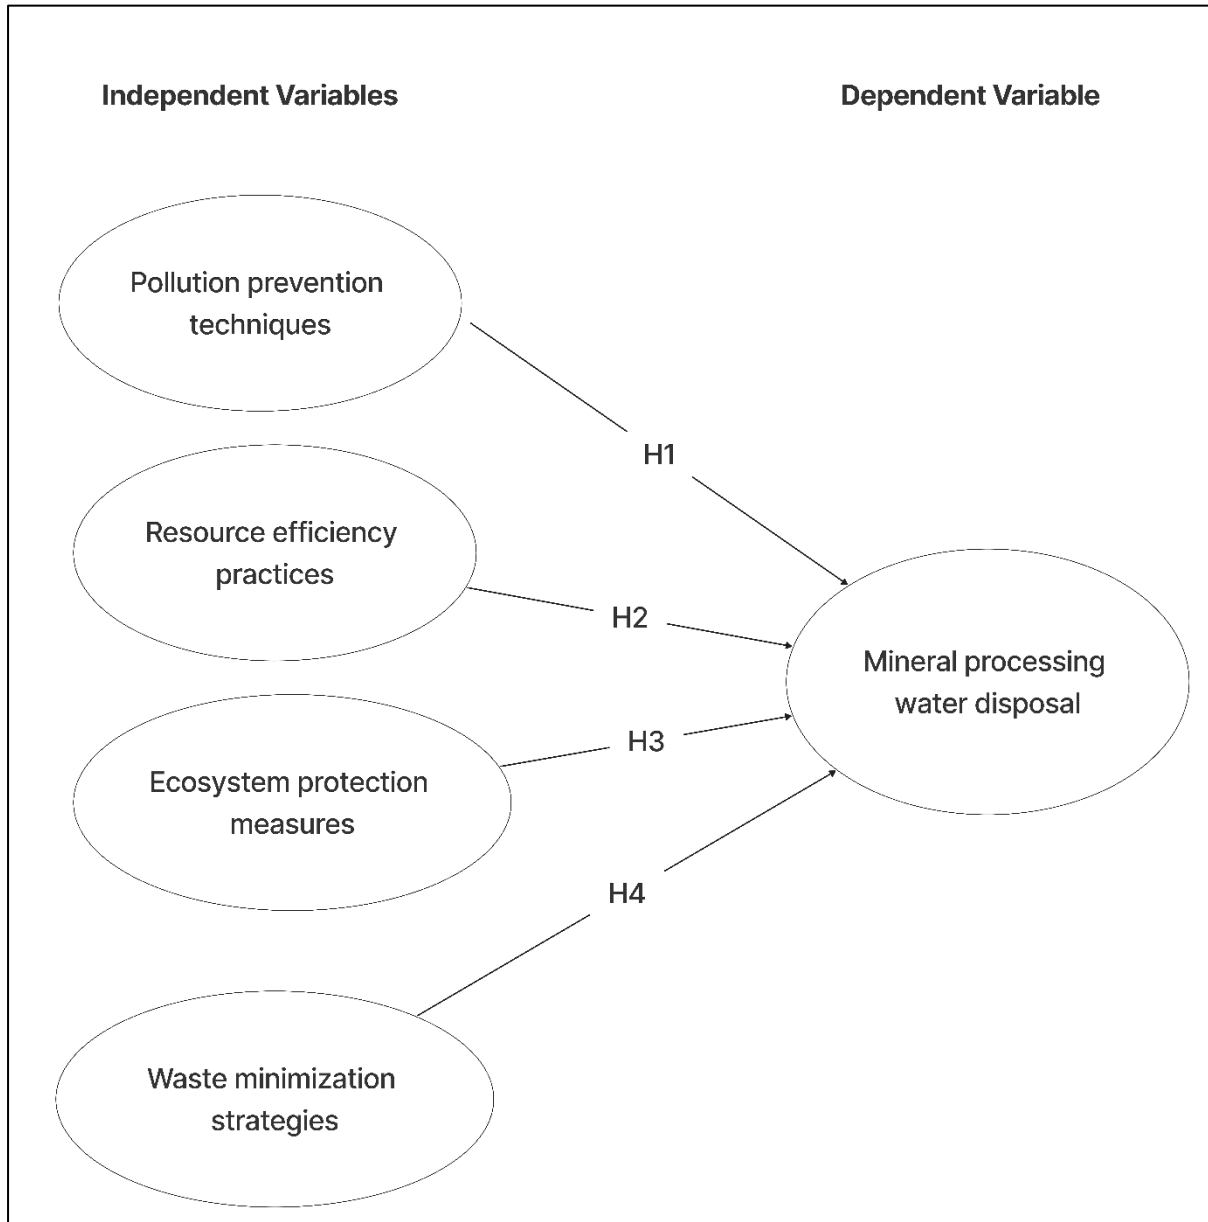 Independent Variables
Dependent Variable
Pollution prevention
techniques
H1
Resource efficiency
practices
H2
Mineral processing
water disposal
H3
Ecosystem protection
measures
H4
Waste minimization
strategies